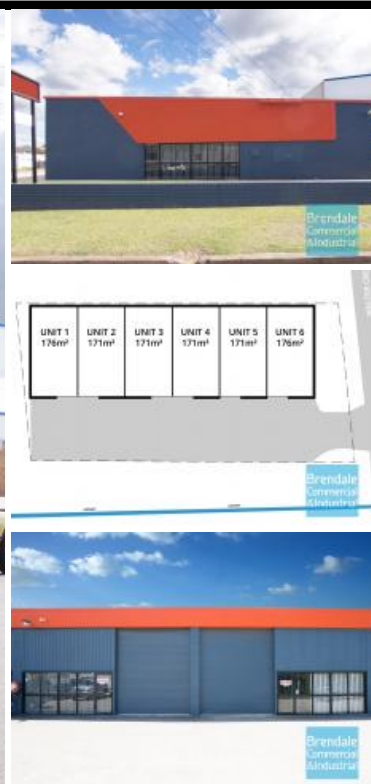 Brendale
Commercial
&Industrial
UNIT 1
176m²
UNIT 2
171m²
UNIT 3
171m²
UNIT 4
171m²
UNIT 5
171m²
UNIT 6
176m²
Brendale
Commercial
&Industrial
Brendale
Commercial
&Industrial